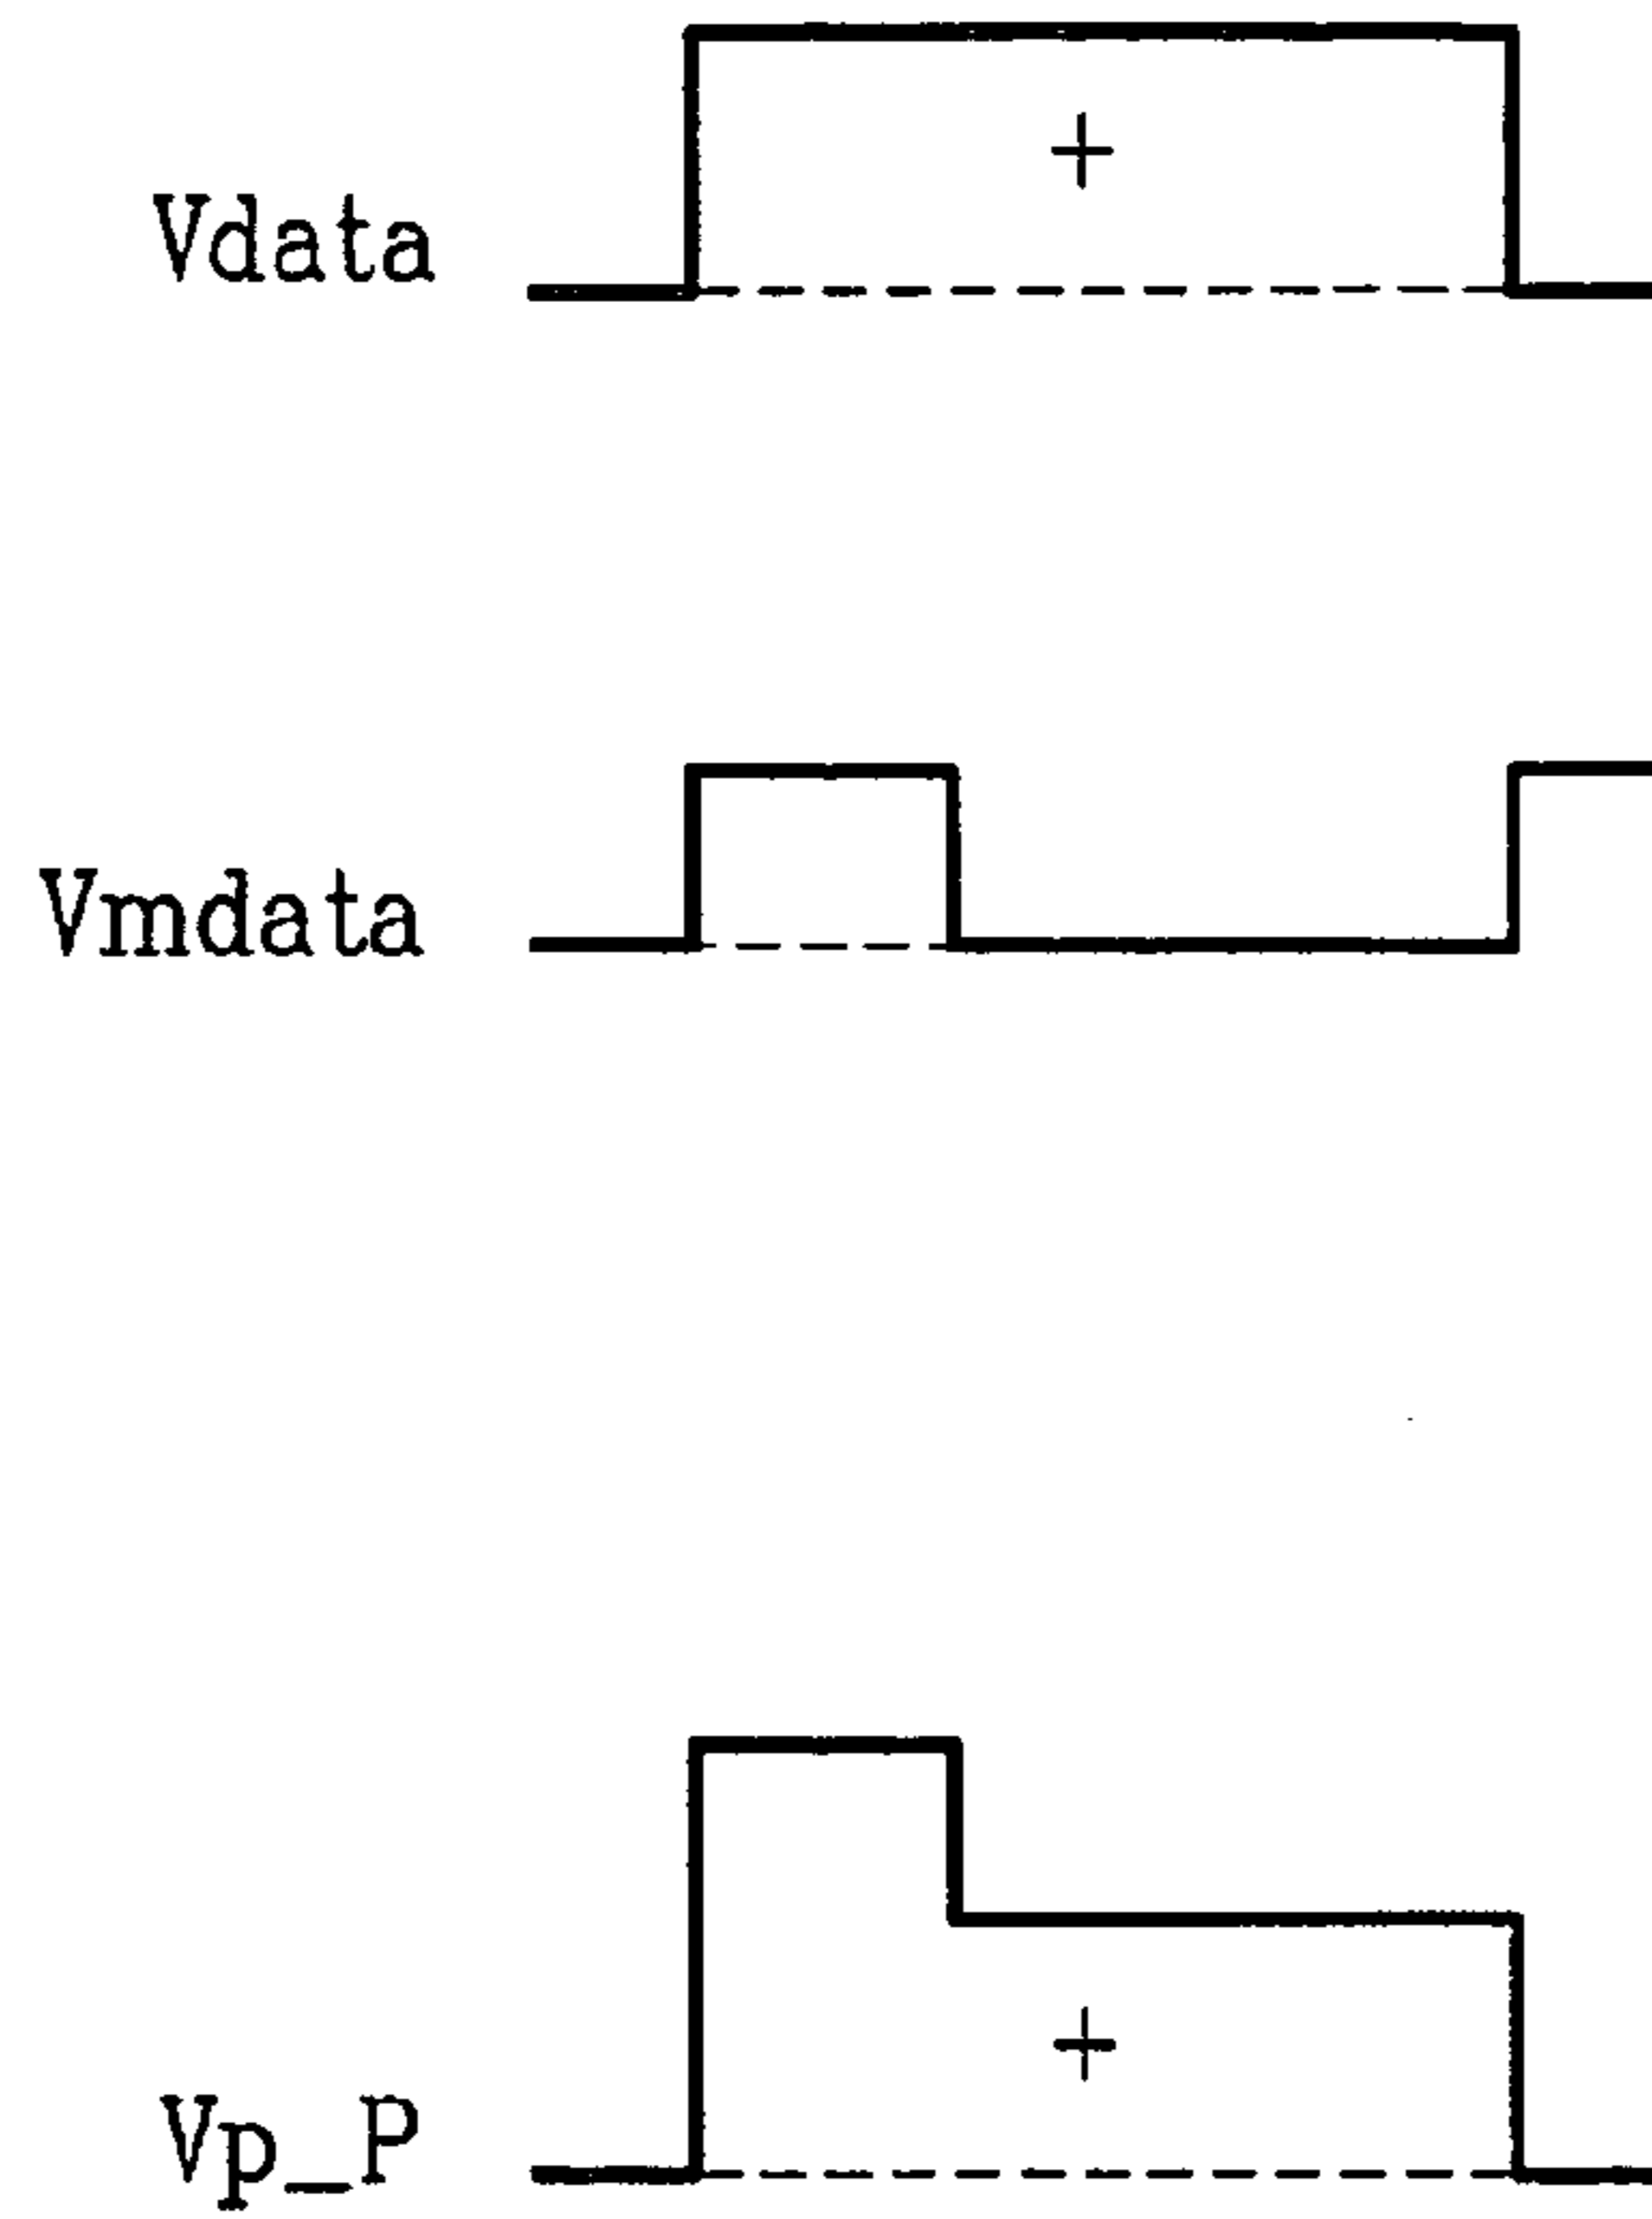 +
Vdata
Vmdata
+
Vp_P